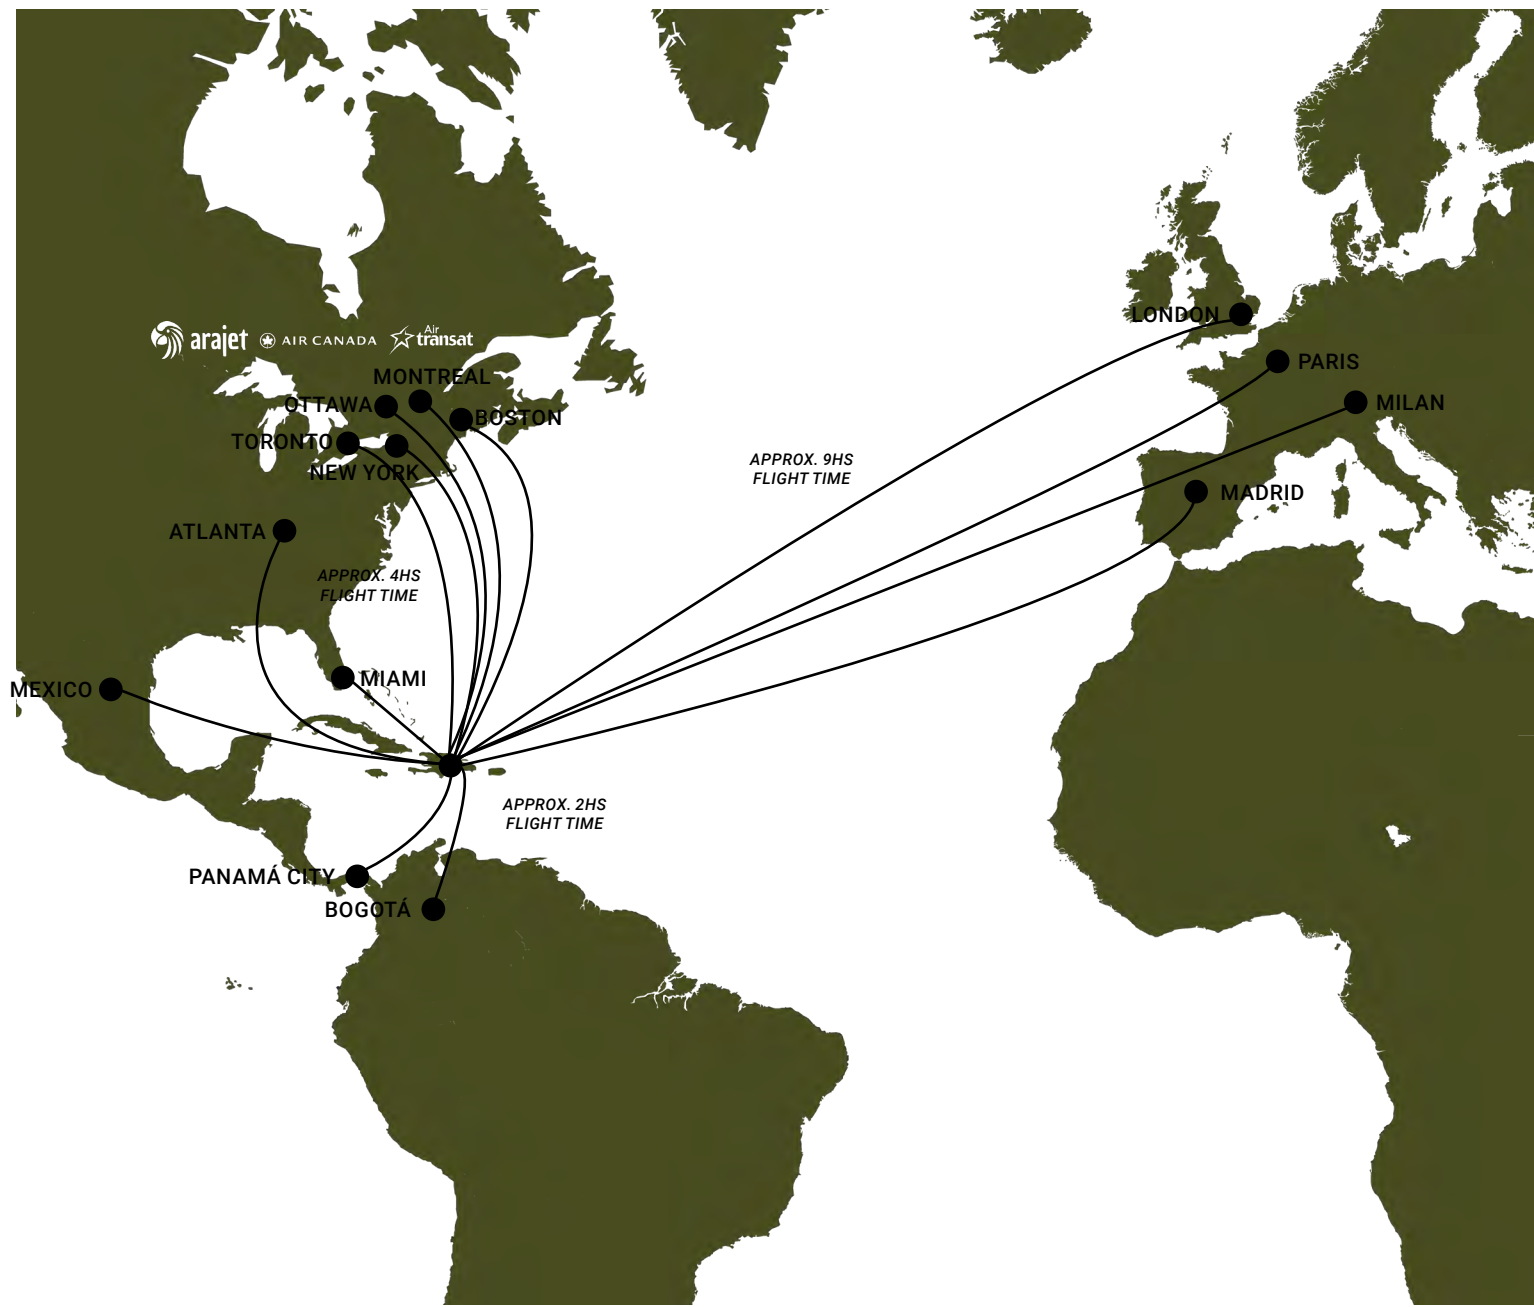 arajet AIR CANADA Air transat
MONTREAL
OTTAWA
BOSTON
TORONTO
NEW YORK
ATLANTA
APPROX. 4HS
FLIGHT TIME
MIAMI
MEXICO
LONDON
PARIS
MILAN
MADRID
APPROX. 9HS
FLIGHT TIME
APPROX. 2HS
FLIGHT TIME
PANAMÁ CITY
BOGOTÁ